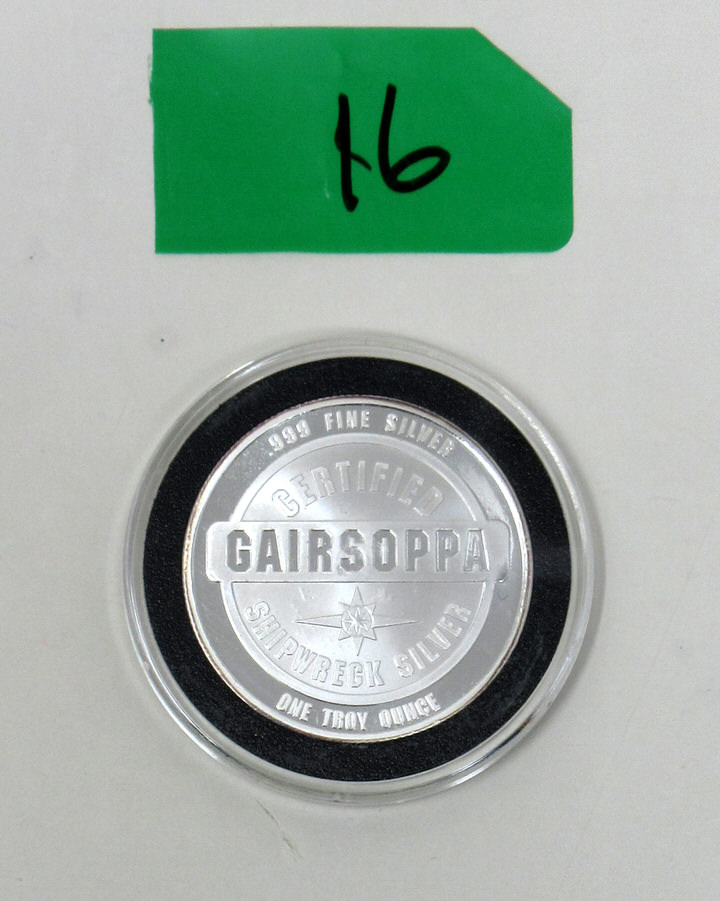 16
.999 FINE SILVER
CERTIFIED
GAIRSOPPA
SHIPWRECK SILVER
ONE TROY OUNCE